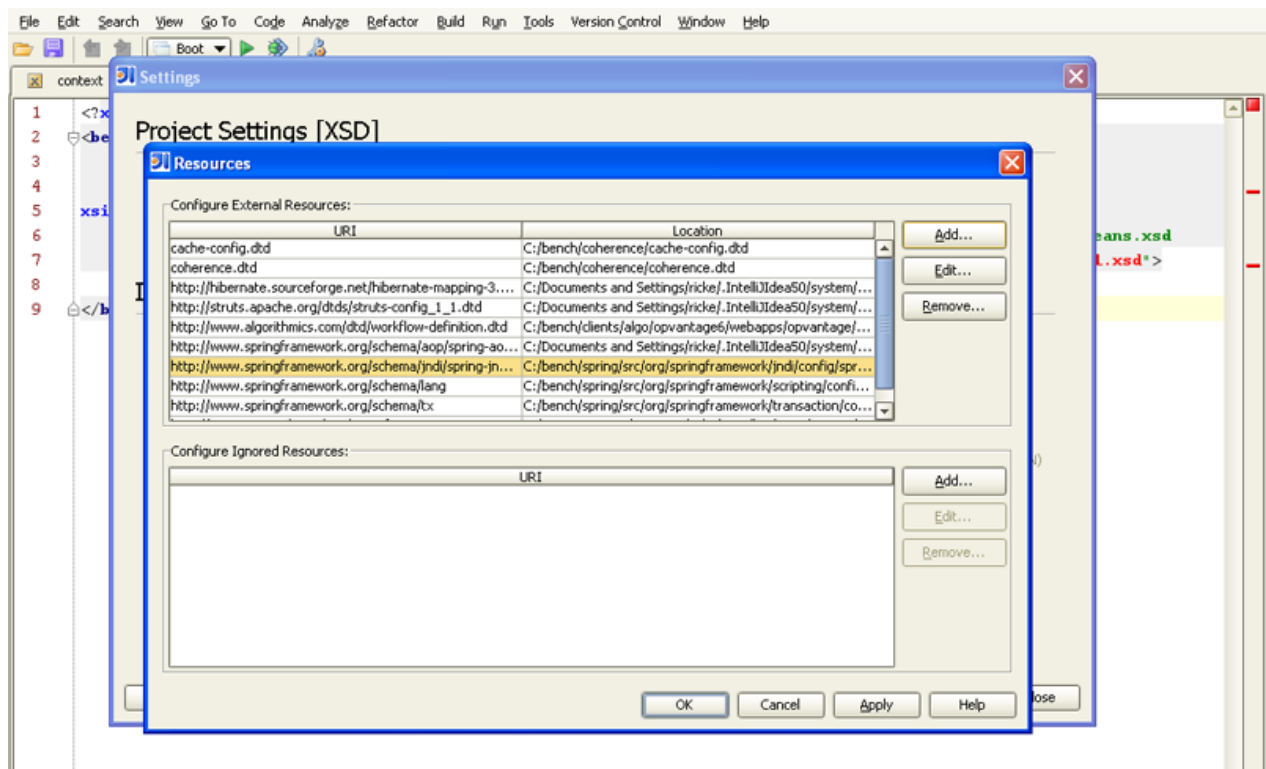 File Edit Search View Go To Code Analyze Refactor Build Run Tools Version Control Window Help
Boot
context
Settings
1 <?x
2 <be
3
4
5 xsi
6 eans.xsd
7 l.xsd">
8
9 </b
Project Settings [XSD]
I
Resources
Configure External Resources:
URI Location
cache-config.dtd C:/bench/coherence/cache-config.dtd
coherence.dtd C:/bench/coherence/coherence.dtd
http://hibernate.sourceforge.net/hibernate-mapping-3.... C:/Documents and Settings/ricke/.IntelliJIdea50/system/...
http://struts.apache.org/dtds/struts-config_1_1.dtd C:/Documents and Settings/ricke/.IntelliJIdea50/system/...
http://www.algorithmics.com/dtd/workflow-definition.dtd C:/bench/clients/algo/opvantage6/webapps/opvantage/...
http://www.springframework.org/schema/aop/spring-ao... C:/Documents and Settings/ricke/.IntelliJIdea50/system/...
http://www.springframework.org/schema/jndi/spring-jn... C:/bench/spring/src/org/springframework/jndi/config/spr...
http://www.springframework.org/schema/lang C:/bench/spring/src/org/springframework/scripting/confi...
http://www.springframework.org/schema/tx C:/bench/spring/src/org/springframework/transaction/co...
Add...
Edit...
Remove...
Configure Ignored Resources:
URI
Add...
Edit...
Remove...
OK Cancel Apply Help
lose